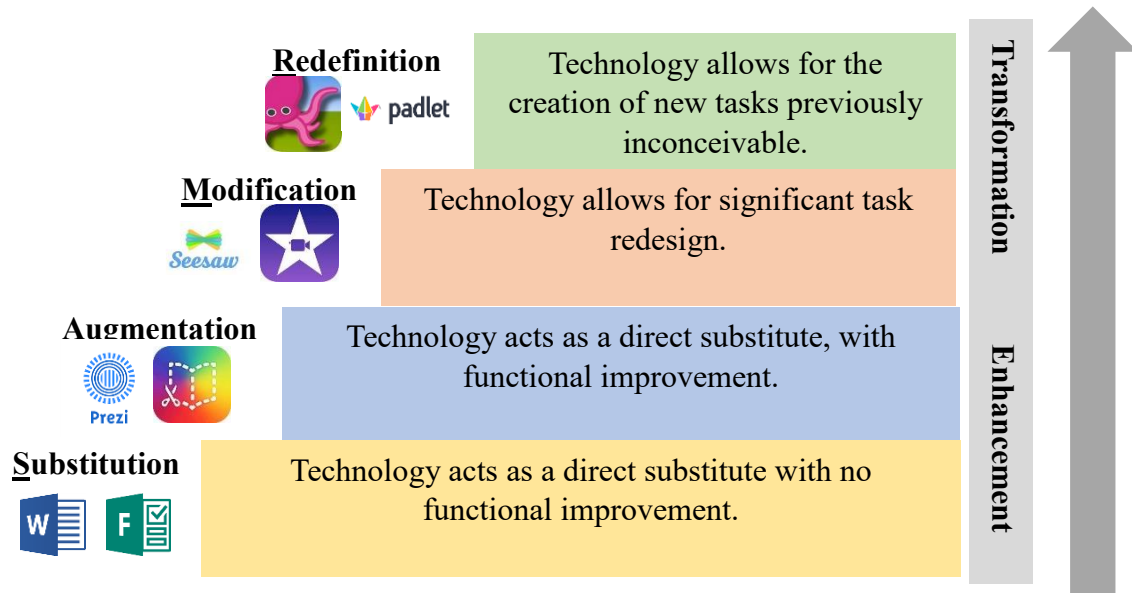 Redefinition
padlet
Technology allows for the
creation of new tasks previously
inconceivable.
Modification
Seesaw
Technology allows for significant task
redesign.
Transformation
Augmentation
Prezi
Technology acts as a direct substitute, with
functional improvement.
Substitution
W
F
Technology acts as a direct substitute with no
functional improvement.
Enhancement